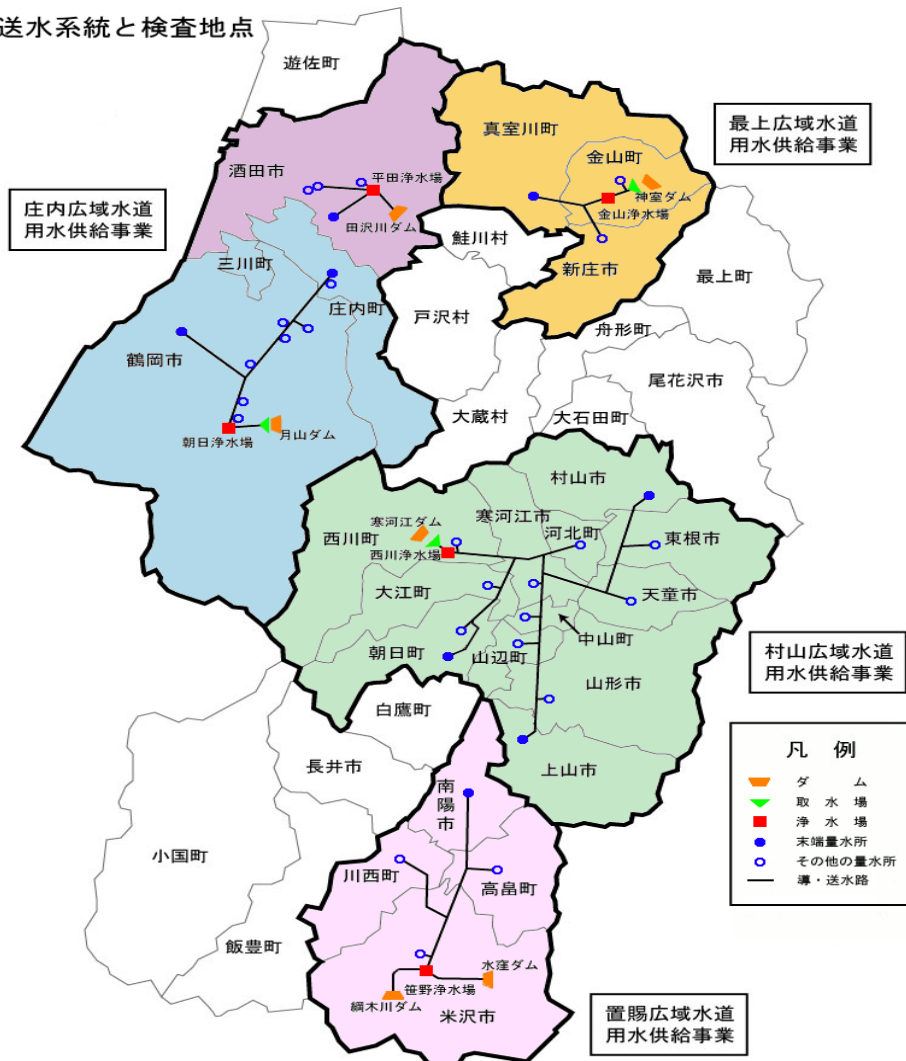 送水系統と検査地点
遊佐町
真室川町
最上広域水道
用水供給事業
金山町
酒田市
平田浄水場
神室ダム
金山浄水場
庄内広域水道
用水供給事業
田沢川ダム
鮭川村
三川町
新庄市
最上町
庄内町
戸沢村
舟形町
鶴岡市
尾花沢市
大蔵村
大石田町
朝日浄水場
月山ダム
村山市
寒河江ダム
寒河江市
西川町
河北町
東根市
西川浄水場
大江町
天童市
中山町
朝日町
山辺町
村山広域水道
用水供給事業
山形市
白鷹町
長井市
上山市
凡 例
ダ ム
取 水 場
浄 水 場
末端量水所
その他の量水所
導・送水路
南陽市
小国町
川西町
高畠町
飯豊町
水窪ダム
笹野浄水場
綱木川ダム
米沢市
置賜広域水道
用水供給事業